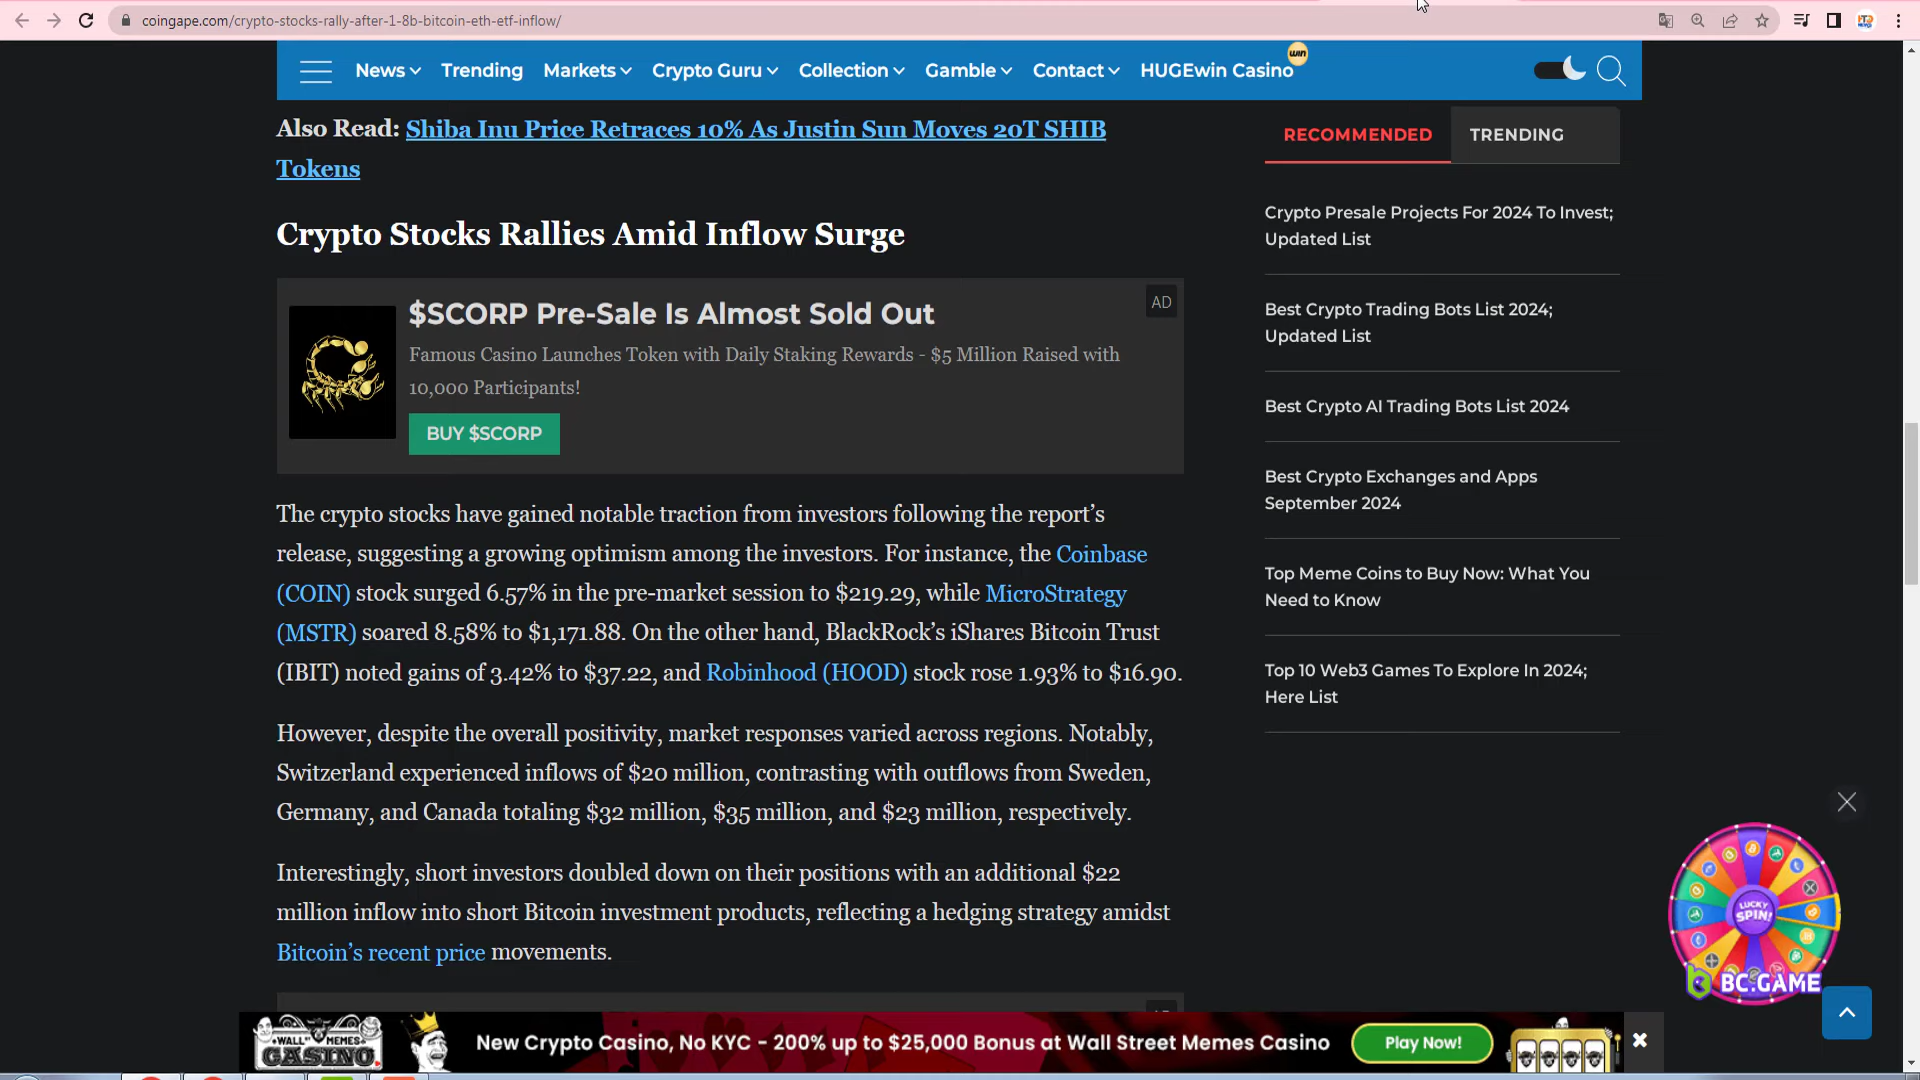 coingape.com/crypto-stocks-rally-after-1-8b-bitcoin-eth-etf-inflow/
News Trending Markets Crypto Guru Collection Gamble Contact HUGEwin Casino
win
Also Read: Shiba Inu Price Retraces 10% As Justin Sun Moves 20T SHIB
Tokens
Crypto Stocks Rallies Amid Inflow Surge
AD
$SCORP Pre-Sale Is Almost Sold Out
Famous Casino Launches Token with Daily Staking Rewards - $5 Million Raised with
10,000 Participants!
BUY $SCORP
The crypto stocks have gained notable traction from investors following the report's
release, suggesting a growing optimism among the investors. For instance, the Coinbase
(COIN) stock surged 6.57% in the pre-market session to $219.29, while MicroStrategy
(MSTR) soared 8.58% to $1,171.88. On the other hand, BlackRock's iShares Bitcoin Trust
(IBIT) noted gains of 3.42% to $37.22, and Robinhood (HOOD) stock rose 1.93% to $16.90.
However, despite the overall positivity, market responses varied across regions. Notably,
Switzerland experienced inflows of $20 million, contrasting with outflows from Sweden,
Germany, and Canada totaling $32 million, $35 million, and $23 million, respectively.
Interestingly, short investors doubled down on their positions with an additional $22
million inflow into short Bitcoin investment products, reflecting a hedging strategy amidst
Bitcoin's recent price movements.
RECOMMENDED TRENDING
Crypto Presale Projects For 2024 To Invest;
Updated List
Best Crypto Trading Bots List 2024;
Updated List
Best Crypto AI Trading Bots List 2024
Best Crypto Exchanges and Apps
September 2024
Top Meme Coins to Buy Now: What You
Need to Know
Top 10 Web3 Games To Explore In 2024;
Here List
LUCKY
SPIN!
BC.GAME
WALL ST MEMES
CASINO
New Crypto Casino, No KYC - 200% up to $25,000 Bonus at Wall Street Memes Casino
Play Now!